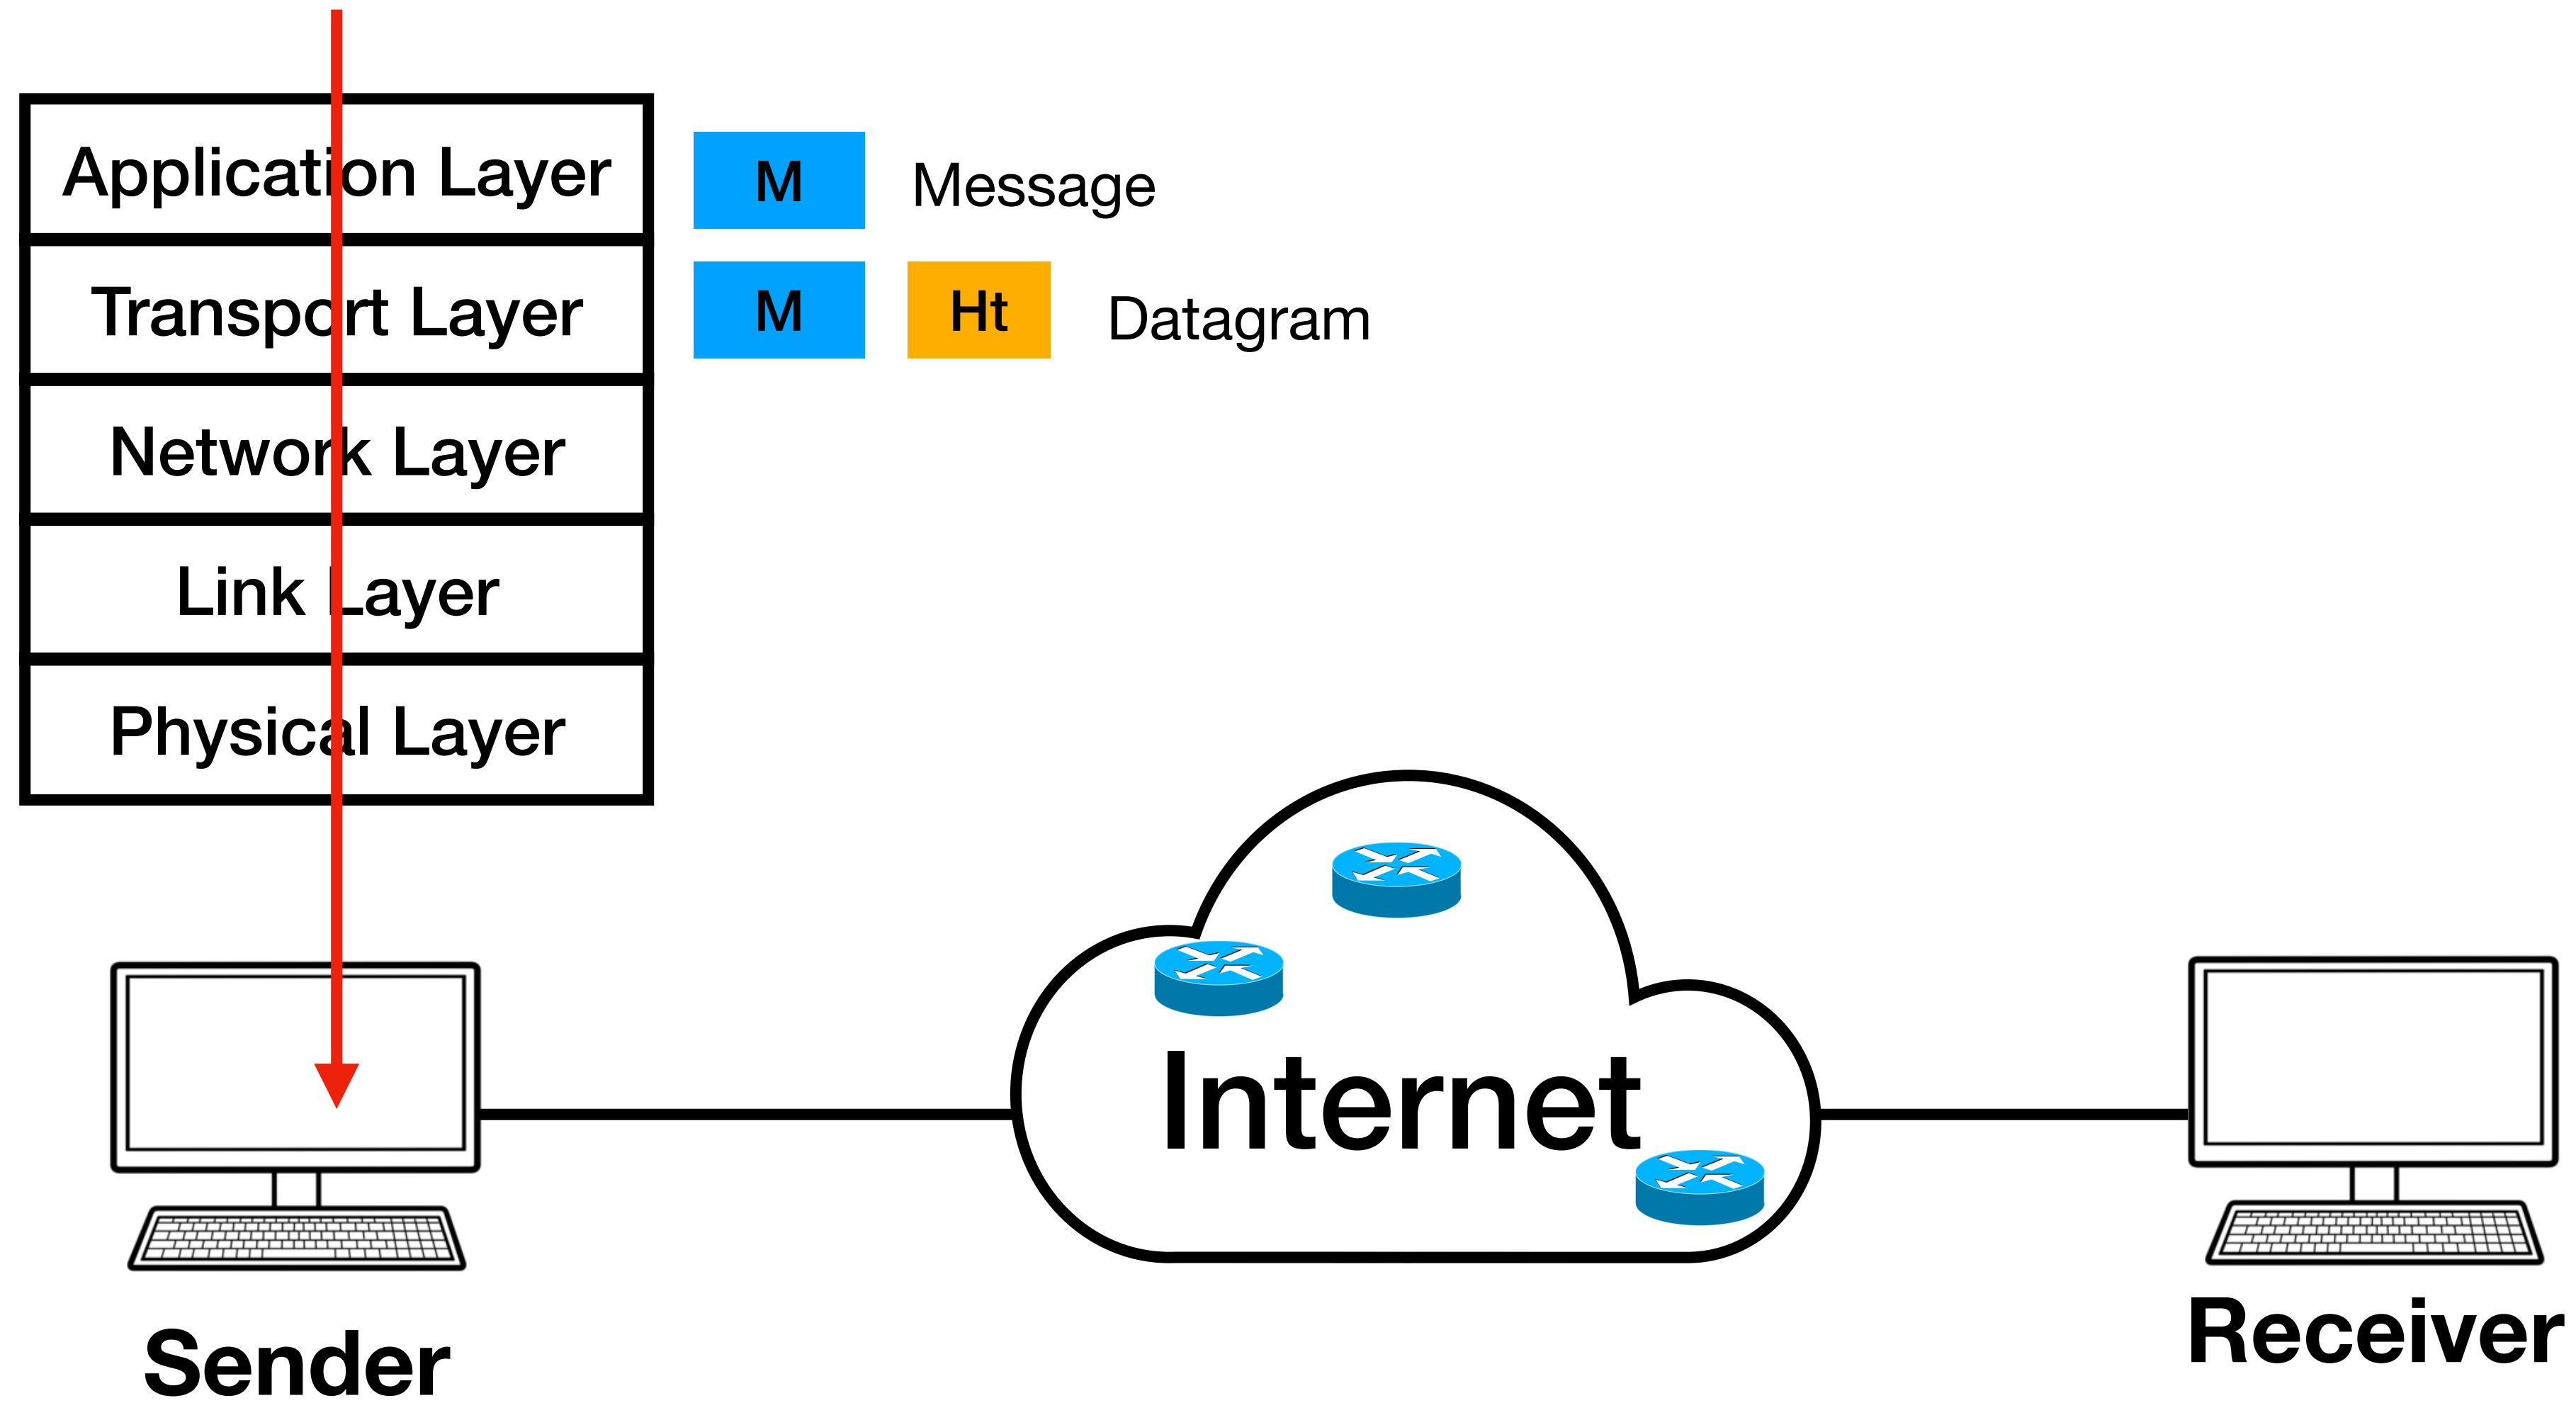 Application Layer
M Message
Transport Layer
M Ht Datagram
Network Layer
Link Layer
Physical Layer
Internet
Sender
Receiver